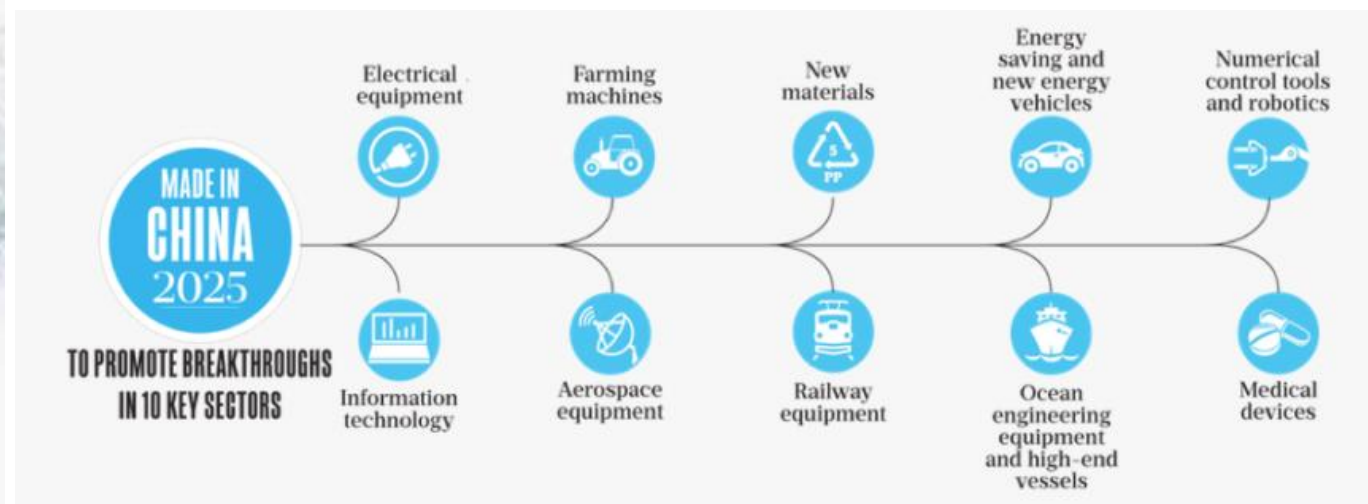 MADE IN
CHINA
2025
TO PROMOTE BREAKTHROUGHS
IN 10 KEY SECTORS
Electrical
equipment
Farming
machines
New
materials
Energy
saving and
new energy
vehicles
Numerical
control tools
and robotics
5
PP
Information
technology
Aerospace
equipment
Railway
equipment
Ocean
engineering
equipment
and high-end
vessels
Medical
devices